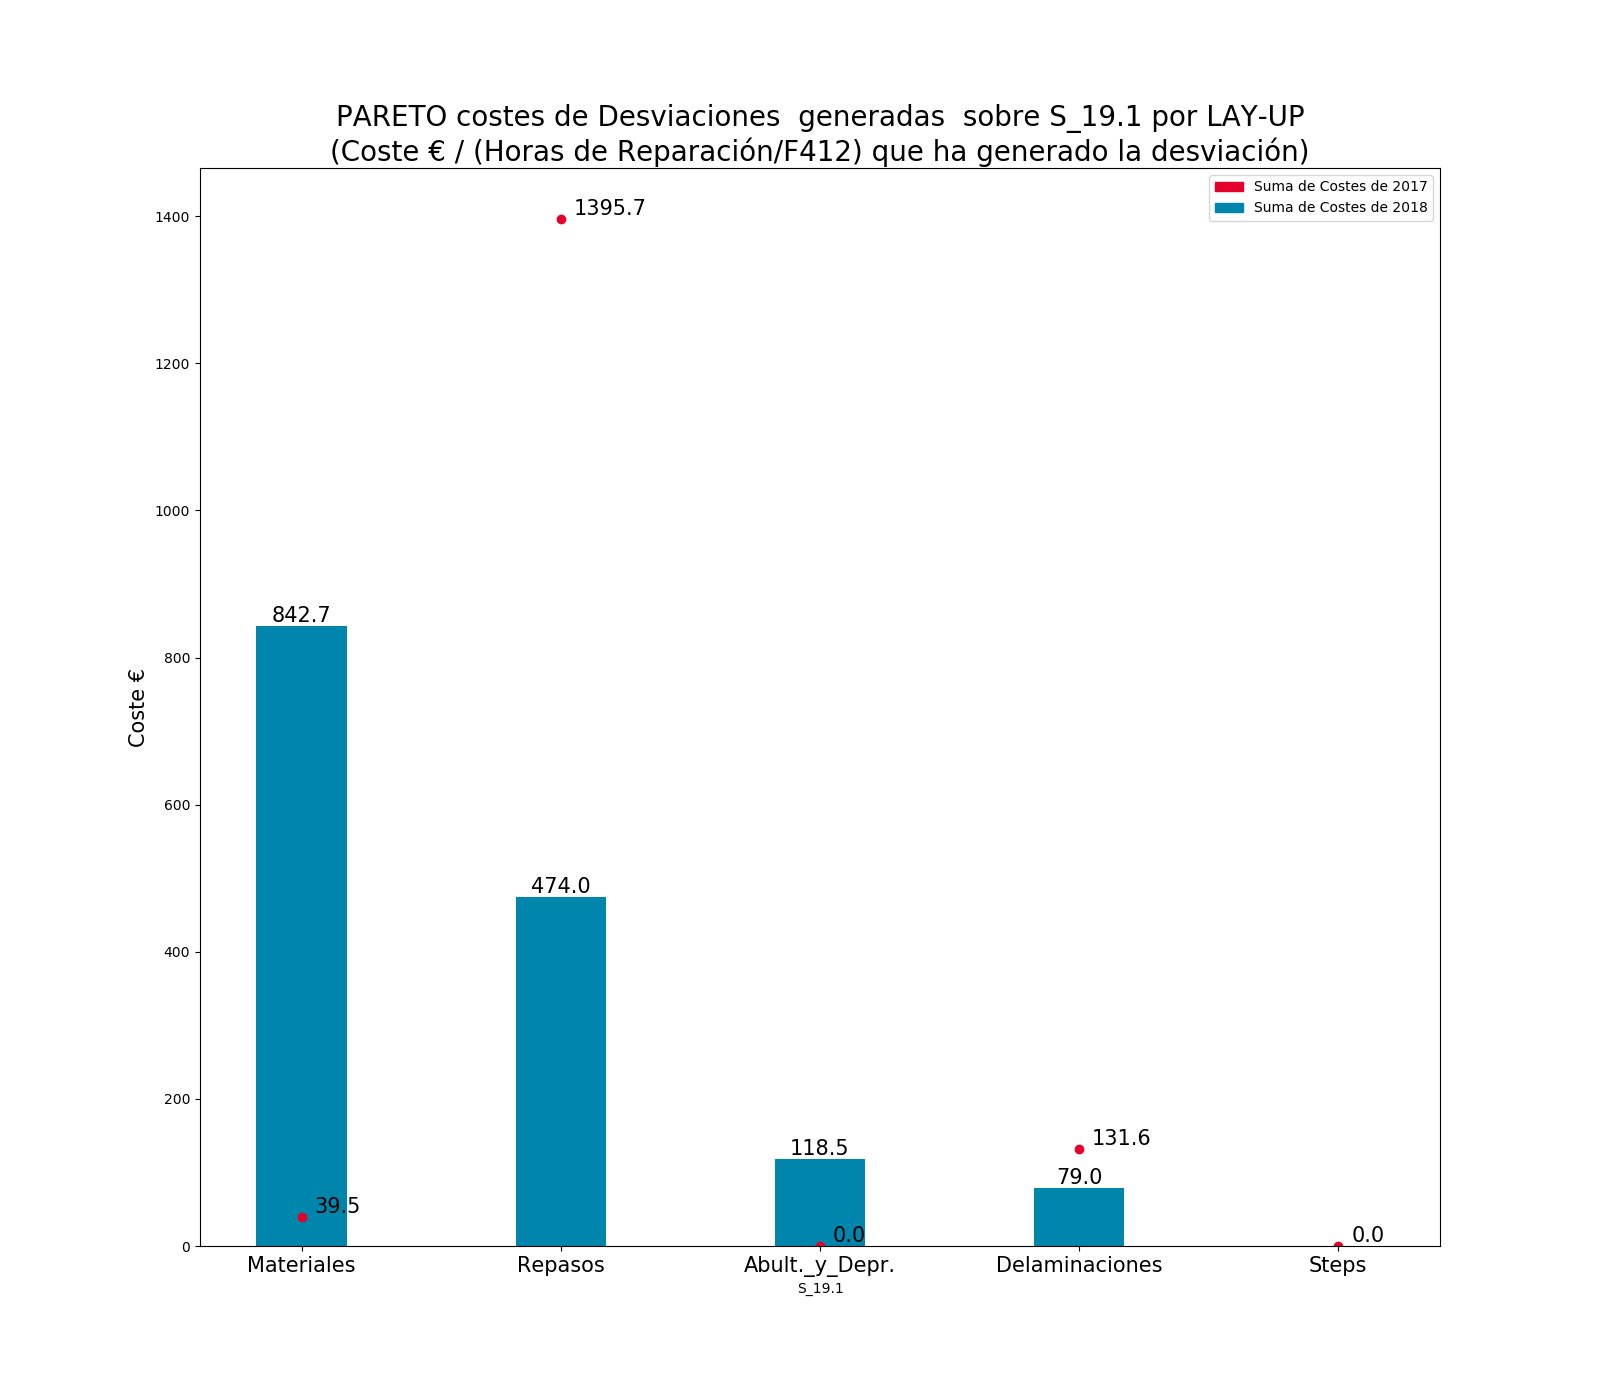 PARETO costes de Desviaciones  generadas  sobre S_19.1 por LAY-UP
(Coste € / (Horas de Reparación/F412) que ha generado la desviación)
Suma de Costes de 2017
Suma de Costes de 2018
1395.7
1400
1200
1000
842.7
800
Coste €
600
474.0
400
200
118.5
131.6
79.0
39.5
0.0
0.0
0
Materiales
Repasos
Abult._y_Depr.
Delaminaciones
Steps
S_19.1